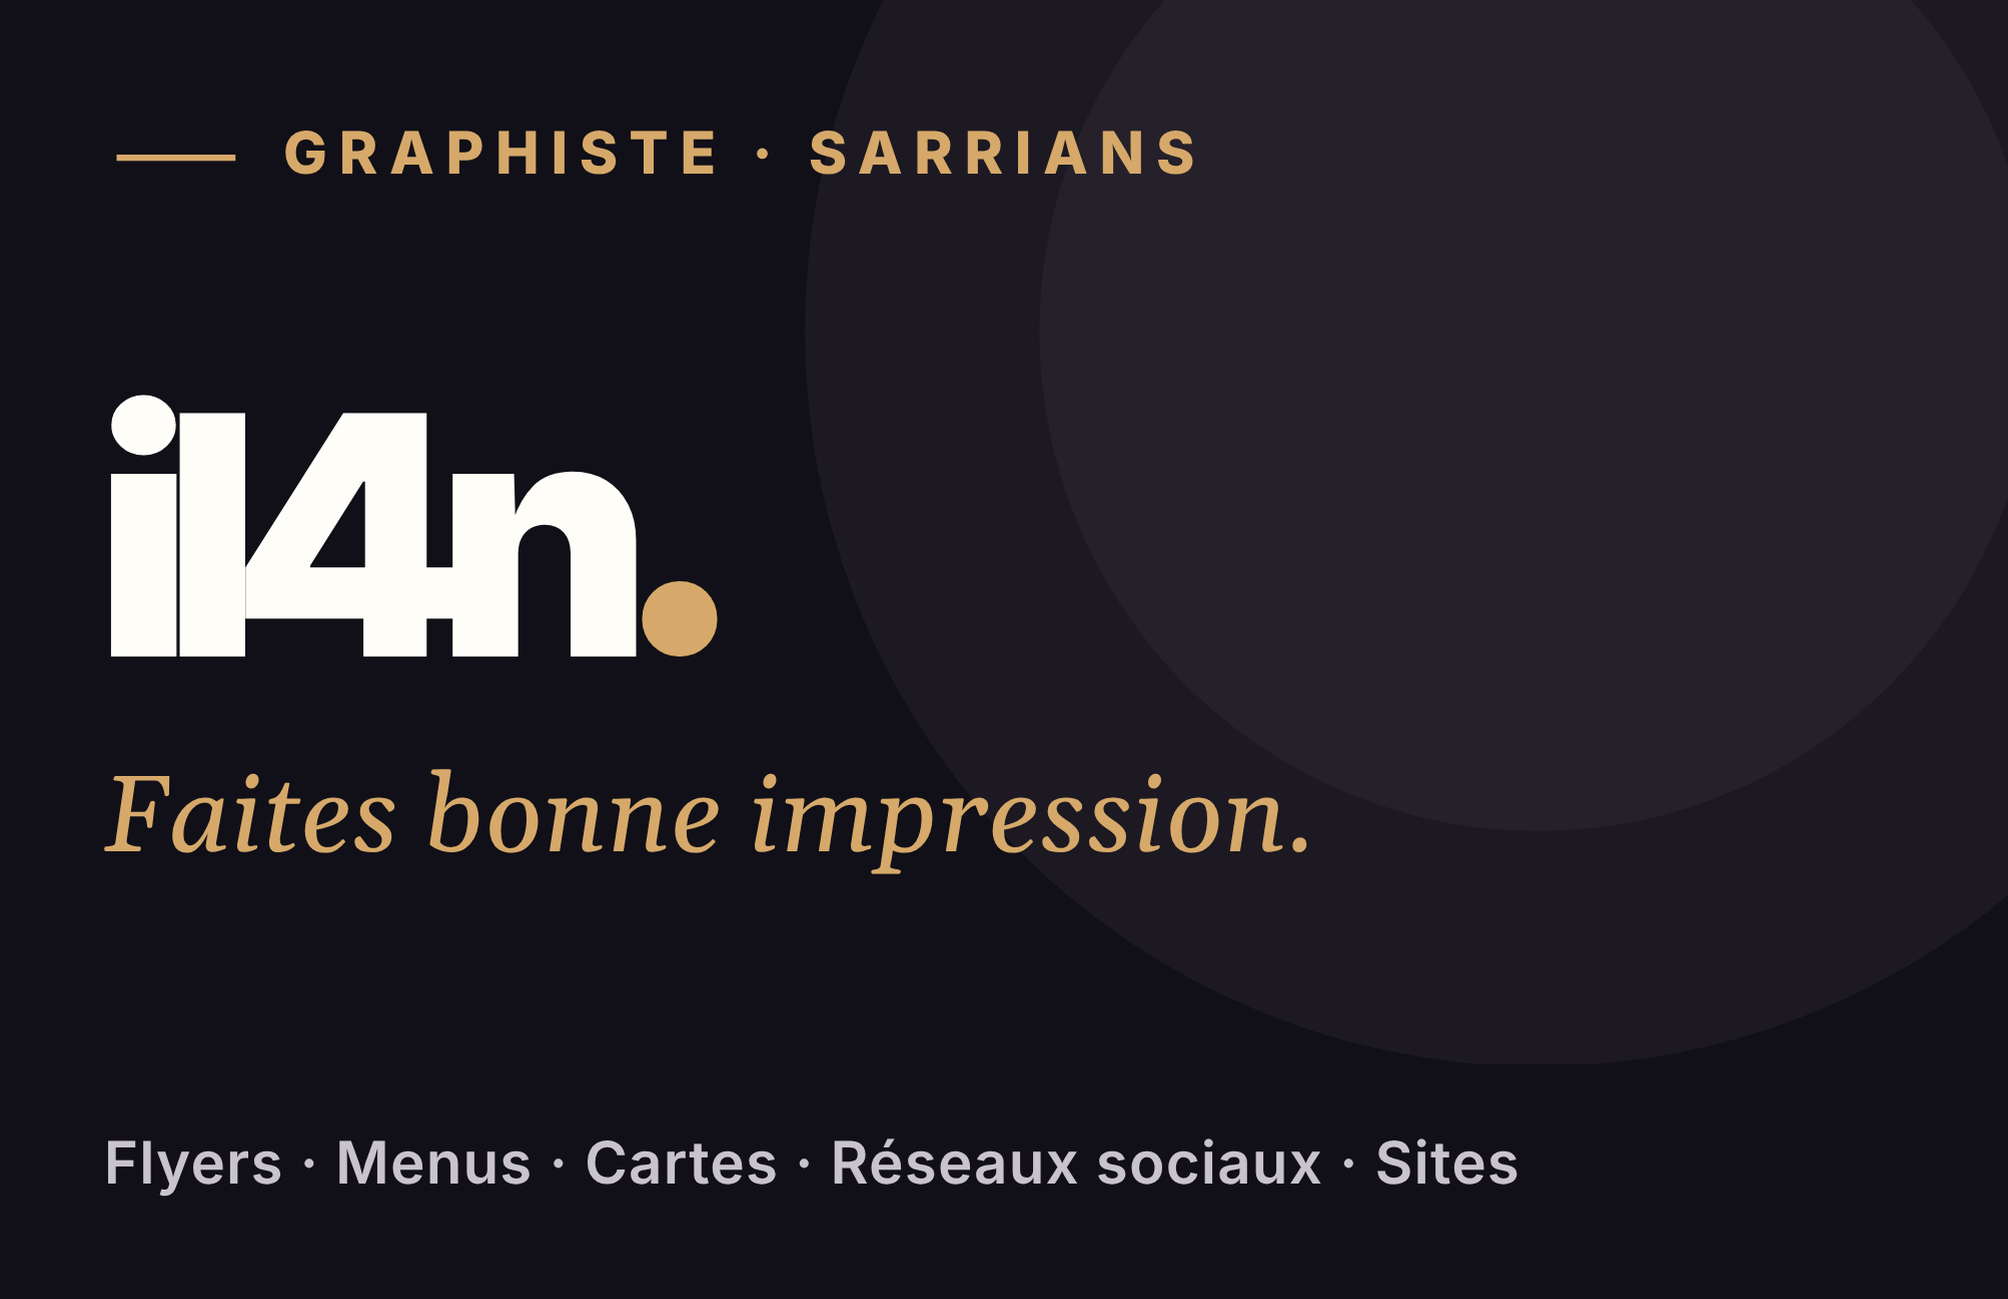 GRAPHISTE · SARRIANS
il4n.
Faites bonne impression.
Flyers · Menus · Cartes · Réseaux sociaux · Sites